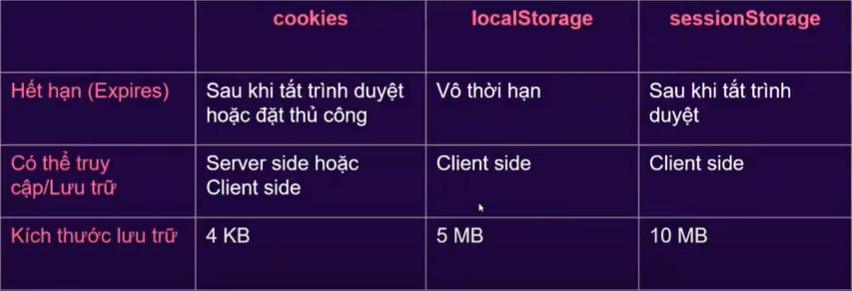 cookies
localStorage
sessionStorage
Hết hạn (Expires)
Sau khi tắt trình duyệt
hoặc đặt thủ công
Vô thời hạn
Sau khi tắt trình
duyệt
Có thể truy
cập/Lưu trữ
Server side hoặc
Client side
Client side
Client side
Kích thước lưu trữ
4 KB
5 MB
10 MB